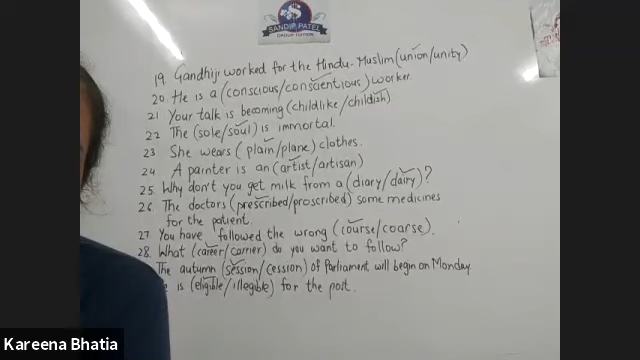 SANDIP PATEL
GROUP TUITION
19. Gandhiji worked for the Hindu-Muslim (union/unity)
20. He is a (conscious/conscientious) worker.
21 Your talk is becoming (childlike/childish)
22 The (sole/soul) is immortal.
23 She wears (plain/plane) clothes.
24 A painter is an (artist/artisan)
25. Why don't you get milk from a (diary/dairy)?
26. The doctors (prescribed/proscribed) some medicines
for the patient.
27. You have followed the wrong (course/coarse).
28. What (career/carrier) do you want to follow?
The autumn (session/cession) of Parliament will begin on Monday.
is (eligible/illegible) for the post.
Kareena Bhatia